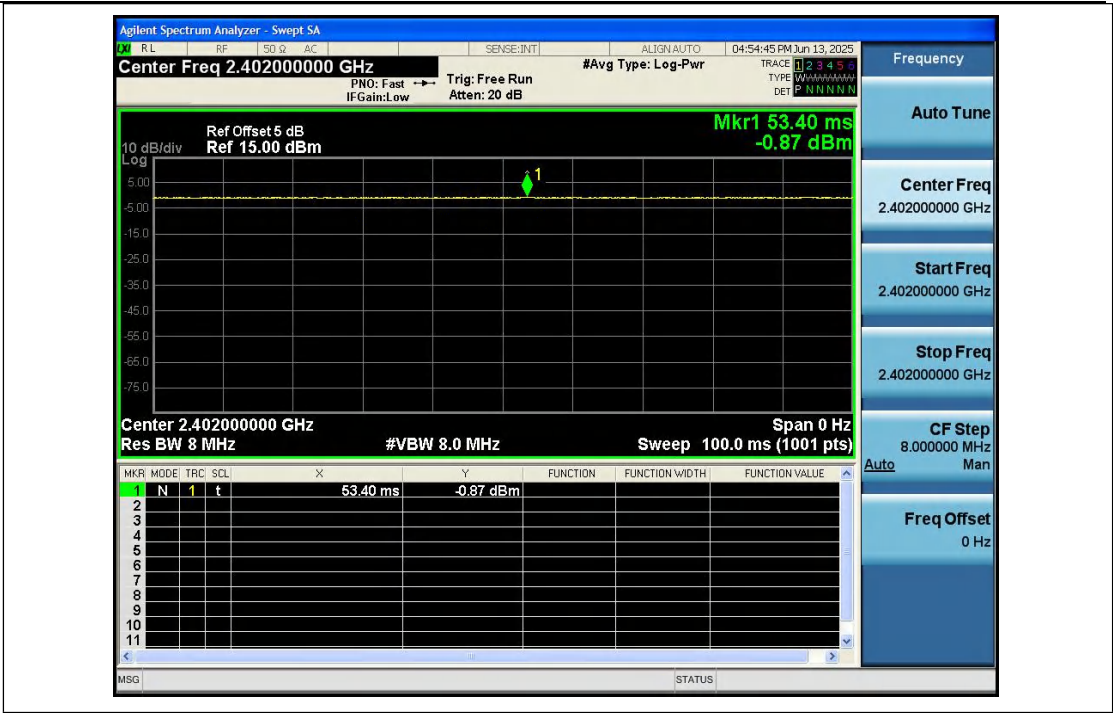 Agilent Spectrum Analyzer - Swept SA
LXI RL RF 50 Ω AC SENSE:INT ALIGN AUTO 04:54:45 PM Jun 13, 2025
Center Freq 2.402000000 GHz #Avg Type: Log-Pwr TRACE 1 2 3 4 5 6
PNO: Fast Trig: Free Run TYPE WWWWWW
IFGain:Low Atten: 20 dB DET P N N N N N
Frequency
Mkr1 53.40 ms
Ref Offset 5 dB
10 dB/div Ref 15.00 dBm -0.87 dBm
Log
1
5.00
-5.00
-15.0
-25.0
-35.0
-45.0
-55.0
-65.0
-75.0
Center 2.402000000 GHz Span 0 Hz
Res BW 8 MHz #VBW 8.0 MHz Sweep 100.0 ms (1001 pts)
MKR MODE TRC SCL X Y FUNCTION FUNCTION WIDTH FUNCTION VALUE
1 N 1 t 53.40 ms -0.87 dBm
2
3
4
5
6
7
8
9
10
11
MSG STATUS
Auto Tune
Center Freq
2.402000000 GHz
Start Freq
2.402000000 GHz
Stop Freq
2.402000000 GHz
CF Step
8.000000 MHz
Auto Man
Freq Offset
0 Hz